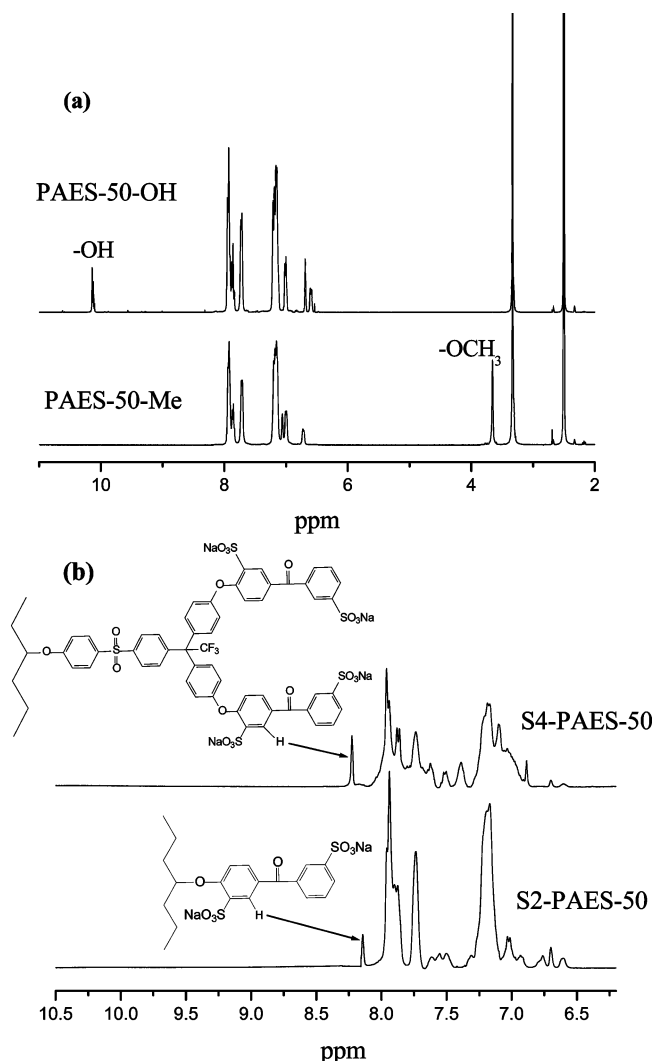 (a)
PAES-50-OH
-OH
-OCH3
PAES-50-Me
10 8 6 4 2
ppm
(b)
NaO3S
O
O
SO3Na
O
S
O
O
CF3
SO3Na
O
O
NaO3S
H
S4-PAES-50
SO3Na
O
O
NaO3S
H
S2-PAES-50
10.5 10.0 9.5 9.0 8.5 8.0 7.5 7.0 6.5
ppm